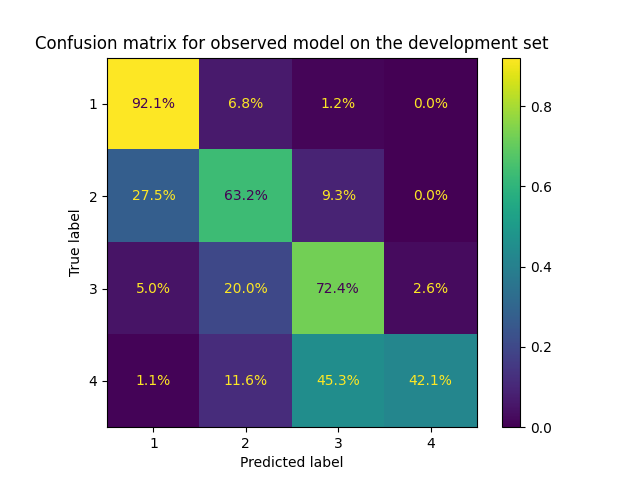 Confusion matrix for observed model on the development set
1 92.1% 6.8% 1.2% 0.0%
2 27.5% 63.2% 9.3% 0.0%
3 5.0% 20.0% 72.4% 2.6%
4 1.1% 11.6% 45.3% 42.1%
1 2 3 4
Predicted label
True label
0.8
0.6
0.4
0.2
0.0